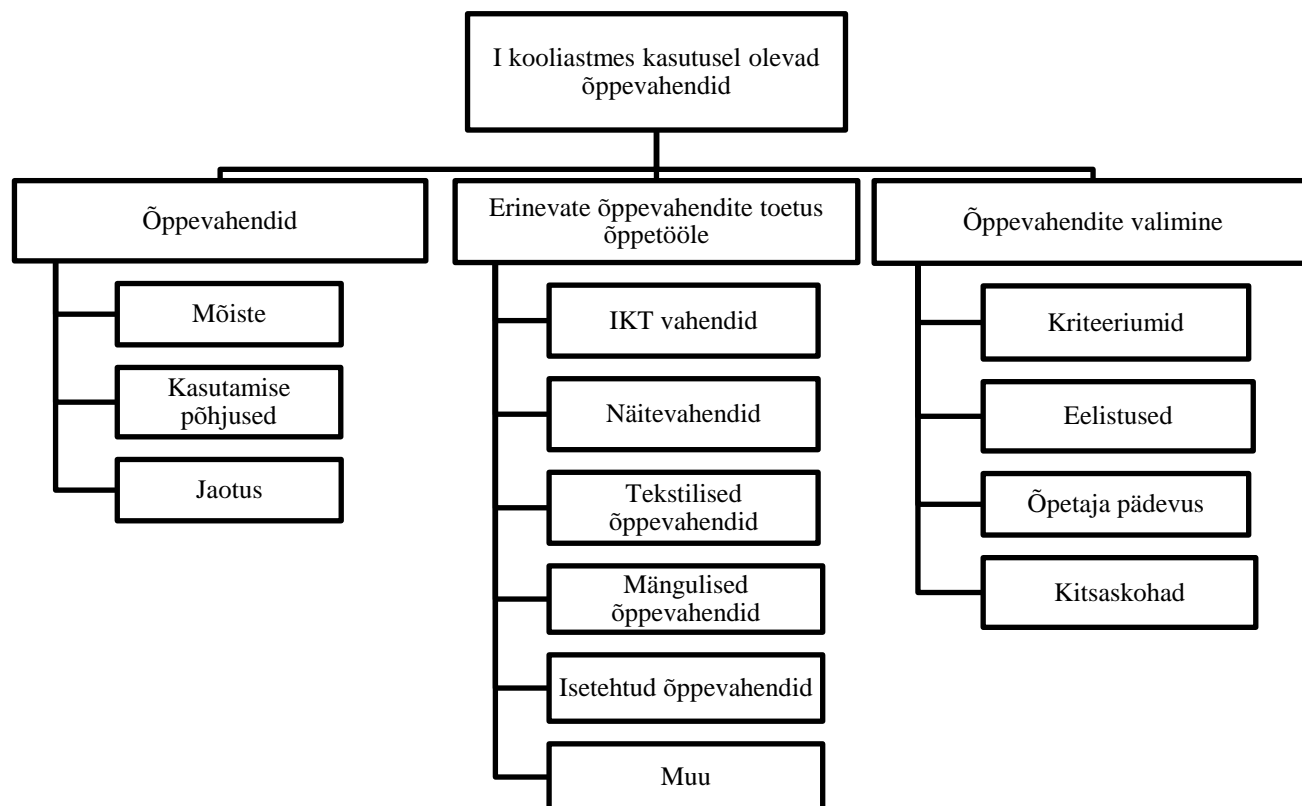 I kooliastmes kasutusel olevad
õppevahendid
Õppevahendid
Mõiste
Kasutamise
põhjused
Jaotus
Erinevate õppevahendite toetus
õppetööle
IKT vahendid
Näitevahendid
Tekstilised
õppevahendid
Mängulised
õppevahendid
Isetehtud õppevahendid
Muu
Õppevahendite valimine
Kriteeriumid
Eelistused
Õpetaja pädevus
Kitsaskohad